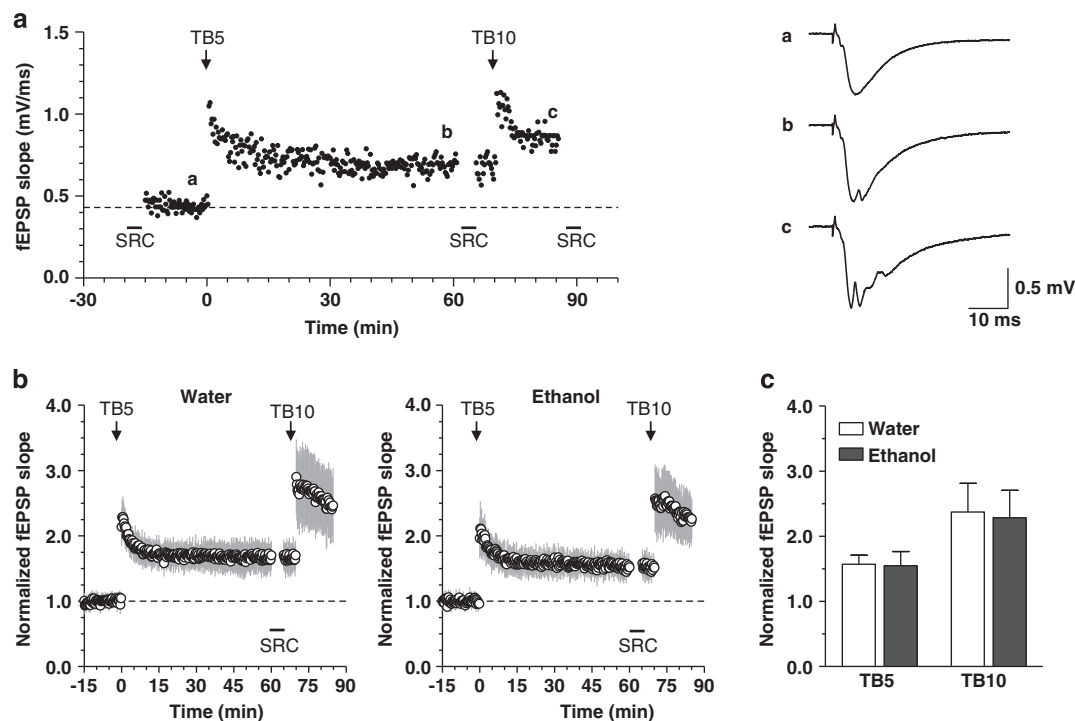 a
fEPSP slope (mV/ms)
1.5
1.0
0.5
0.0
TB5
TB10
a
b
c
SRC
SRC
SRC
-30
0
30
60
90
Time (min)
a
b
c
0.5 mV
10 ms
b
Water
Normalized fEPSP slope
4.0
3.0
2.0
1.0
0.0
TB5
TB10
SRC
-15
0
15
30
45
60
75
90
Time (min)
Ethanol
Normalized fEPSP slope
4.0
3.0
2.0
1.0
0.0
TB5
TB10
SRC
-15
0
15
30
45
60
75
90
Time (min)
c
Normalized fEPSP slope
4.0
3.0
2.0
1.0
0.0
Water
Ethanol
TB5
TB10